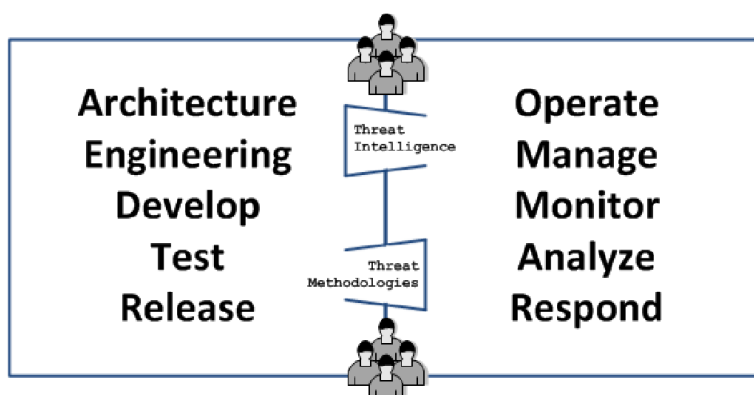 Architecture
Engineering
Develop
Test
Release
Threat
Intelligence
Threat
Methodologies
Operate
Manage
Monitor
Analyze
Respond